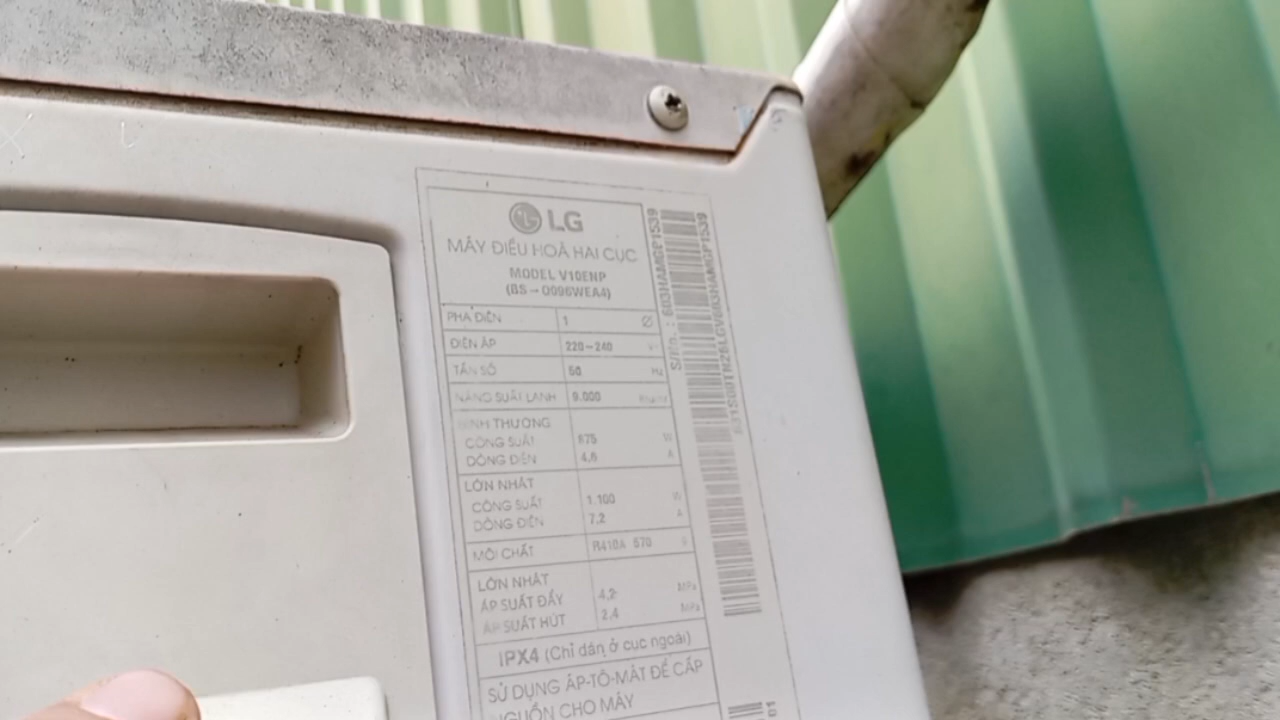 LG
MÁY ĐIỀU HOÀ HAI CỤC
MODEL V10ENP
(BS-Q096WEA4)
PHA ĐIỆN 1 Ø
ĐIỆN ÁP 220~240 V
TẦN SỐ 50 Hz
NĂNG SUẤT LẠNH 9.000
BÌNH THƯỜNG
CÔNG SUẤT 875 W
DÒNG ĐIỆN 4.6 A
LỚN NHẤT
CÔNG SUẤT 1.100 W
DÒNG ĐIỆN 7.2 A
MÔI CHẤT R410A 570 g
LỚN NHẤT
ÁP SUẤT ĐẨY 4.2 MPa
ÁP SUẤT HÚT 2.4 MPa
IPX4 (Chỉ dẫn ở cục ngoài)
SỬ DỤNG ÁP-TÔ-MÁT ĐỂ CẤP
NGUỒN CHO MÁY
S/No. : 603HAMGP1539